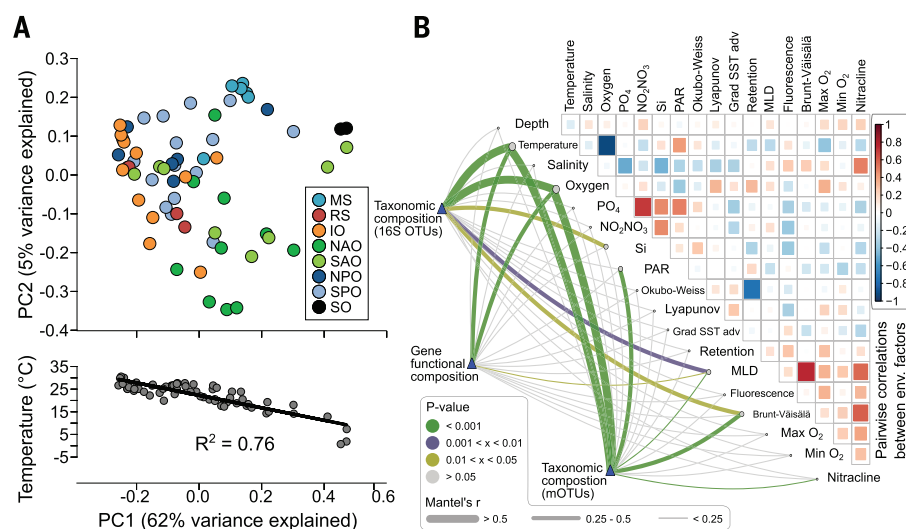 A
0.3
0.2
0.1
0.0
-0.1
-0.2
-0.3
-0.4
PC2 (5% variance explained)
MS
RS
IO
NAO
SAO
NPO
SPO
SO
35
25
15
5
-5
Temperature (°C)
R² = 0.76
-0.2
0.0
0.2
0.4
0.6
PC1 (62% variance explained)
B
Temperature
Salinity
Oxygen
PO₄
NO₂NO₃
Si
PAR
Okubo-Weiss
Lyapunov
Grad SST adv
Retention
MLD
Fluorescence
Brunt-Väisälä
Max O₂
Min O₂
Nitracline
Depth
Temperature
Salinity
Oxygen
PO₄
NO₂NO₃
Si
PAR
Okubo-Weiss
Lyapunov
Grad SST adv
Retention
MLD
Fluorescence
Brunt-Väisälä
Max O₂
Min O₂
Nitracline
Taxonomic
composition
(16S OTUs)
Gene
functional
composition
Taxonomic
compostion
(mOTUs)
P-value
< 0.001
0.001 < x < 0.01
0.01 < x < 0.05
> 0.05
Mantel's r
> 0.5
0.25 - 0.5
< 0.25
1
0.8
0.6
0.4
0.2
0
-0.2
-0.4
-0.6
-0.8
-1
Pairwise correlations
between env. factors